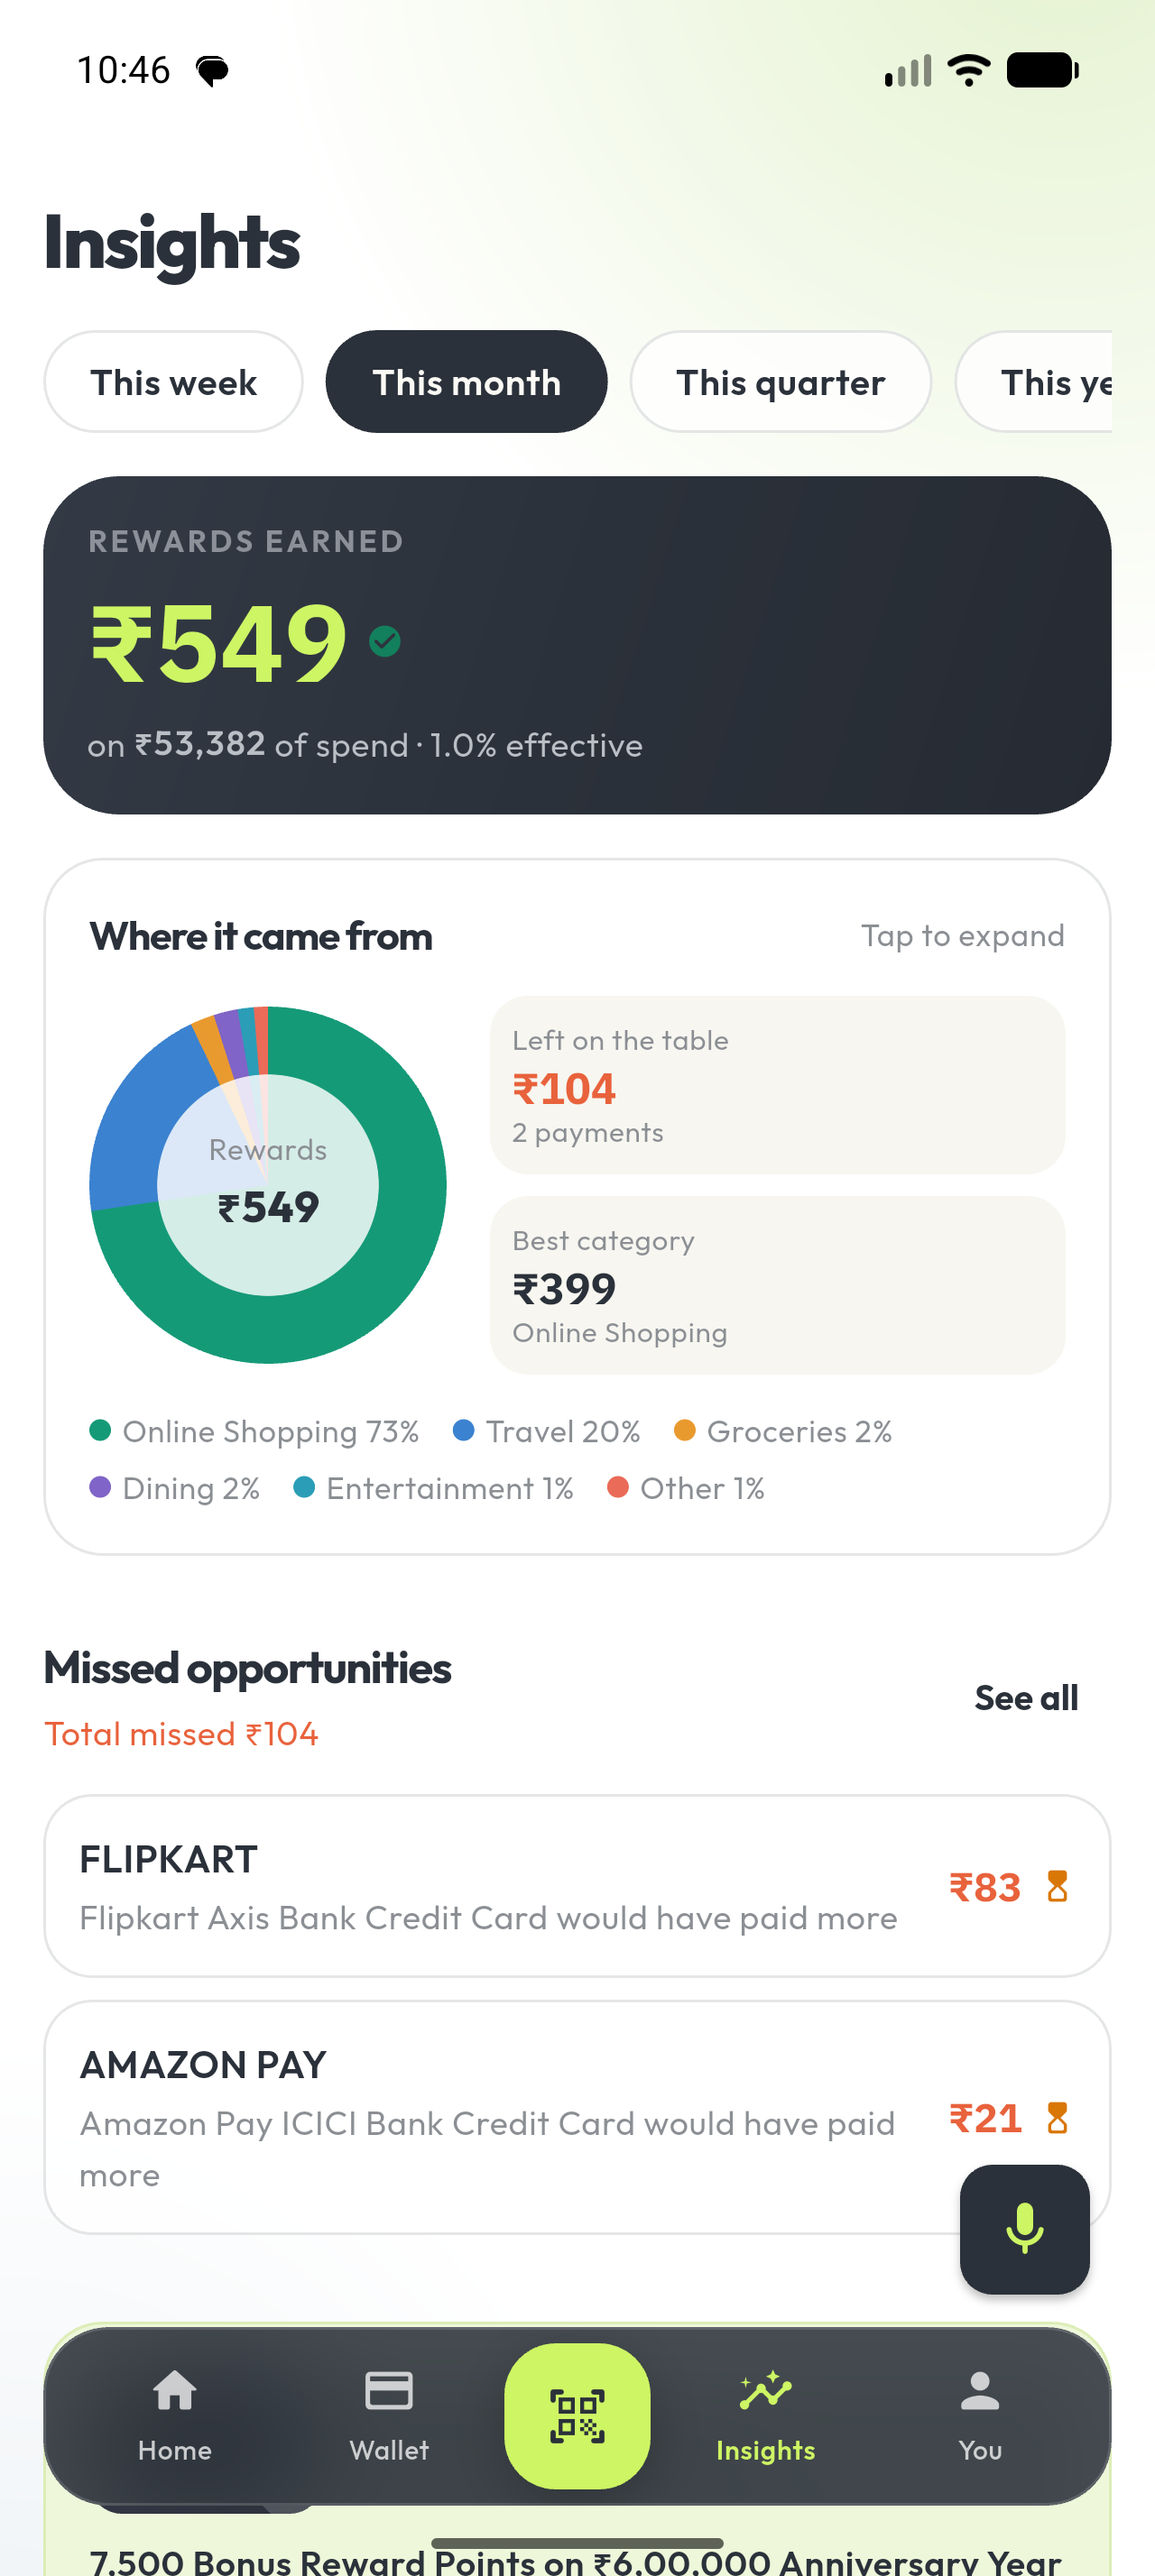 10:46
Insights
This week
This month
This quarter
This ye
REWARDS EARNED
₹549
on ₹53,382 of spend · 1.0% effective
Where it came from
Tap to expand
Rewards
₹549
Left on the table
₹104
2 payments
Best category
₹399
Online Shopping
Online Shopping 73%
Travel 20%
Groceries 2%
Dining 2%
Entertainment 1%
Other 1%
Missed opportunities
See all
Total missed ₹104
FLIPKART
Flipkart Axis Bank Credit Card would have paid more
₹83
AMAZON PAY
Amazon Pay ICICI Bank Credit Card would have paid
more
₹21
Home
Wallet
Insights
You
7,500 Bonus Reward Points on ₹6,00,000 Anniversary Year